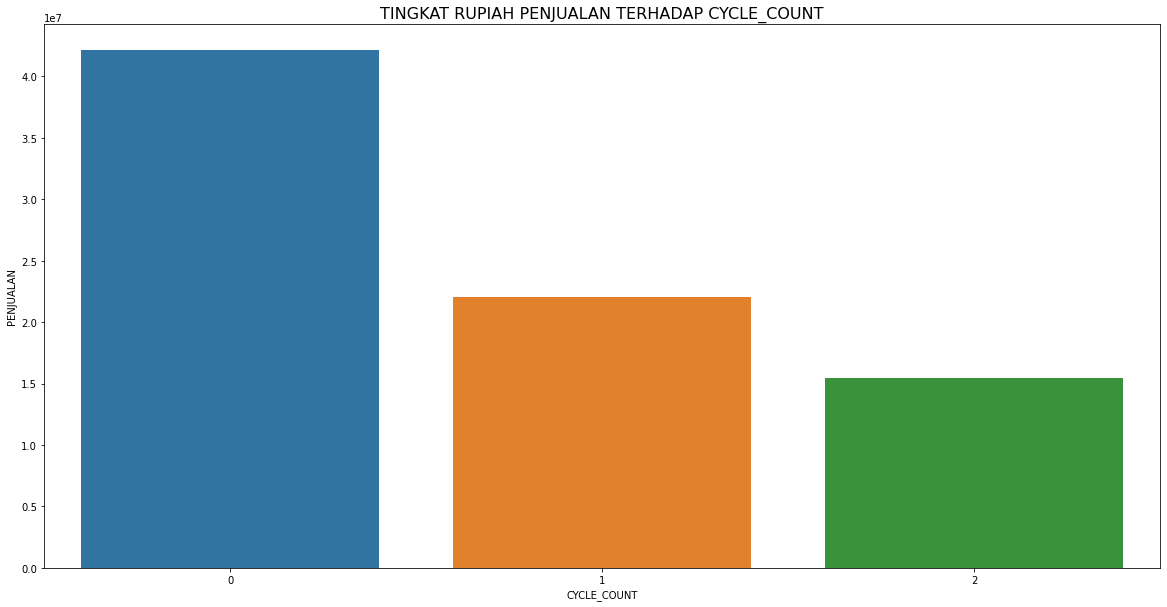 TINGKAT RUPIAH PENJUALAN TERHADAP CYCLE_COUNT
1e7
4.0
3.5
3.0
2.5
2.0
1.5
1.0
0.5
0.0
PENJUALAN
0 1 2
CYCLE_COUNT